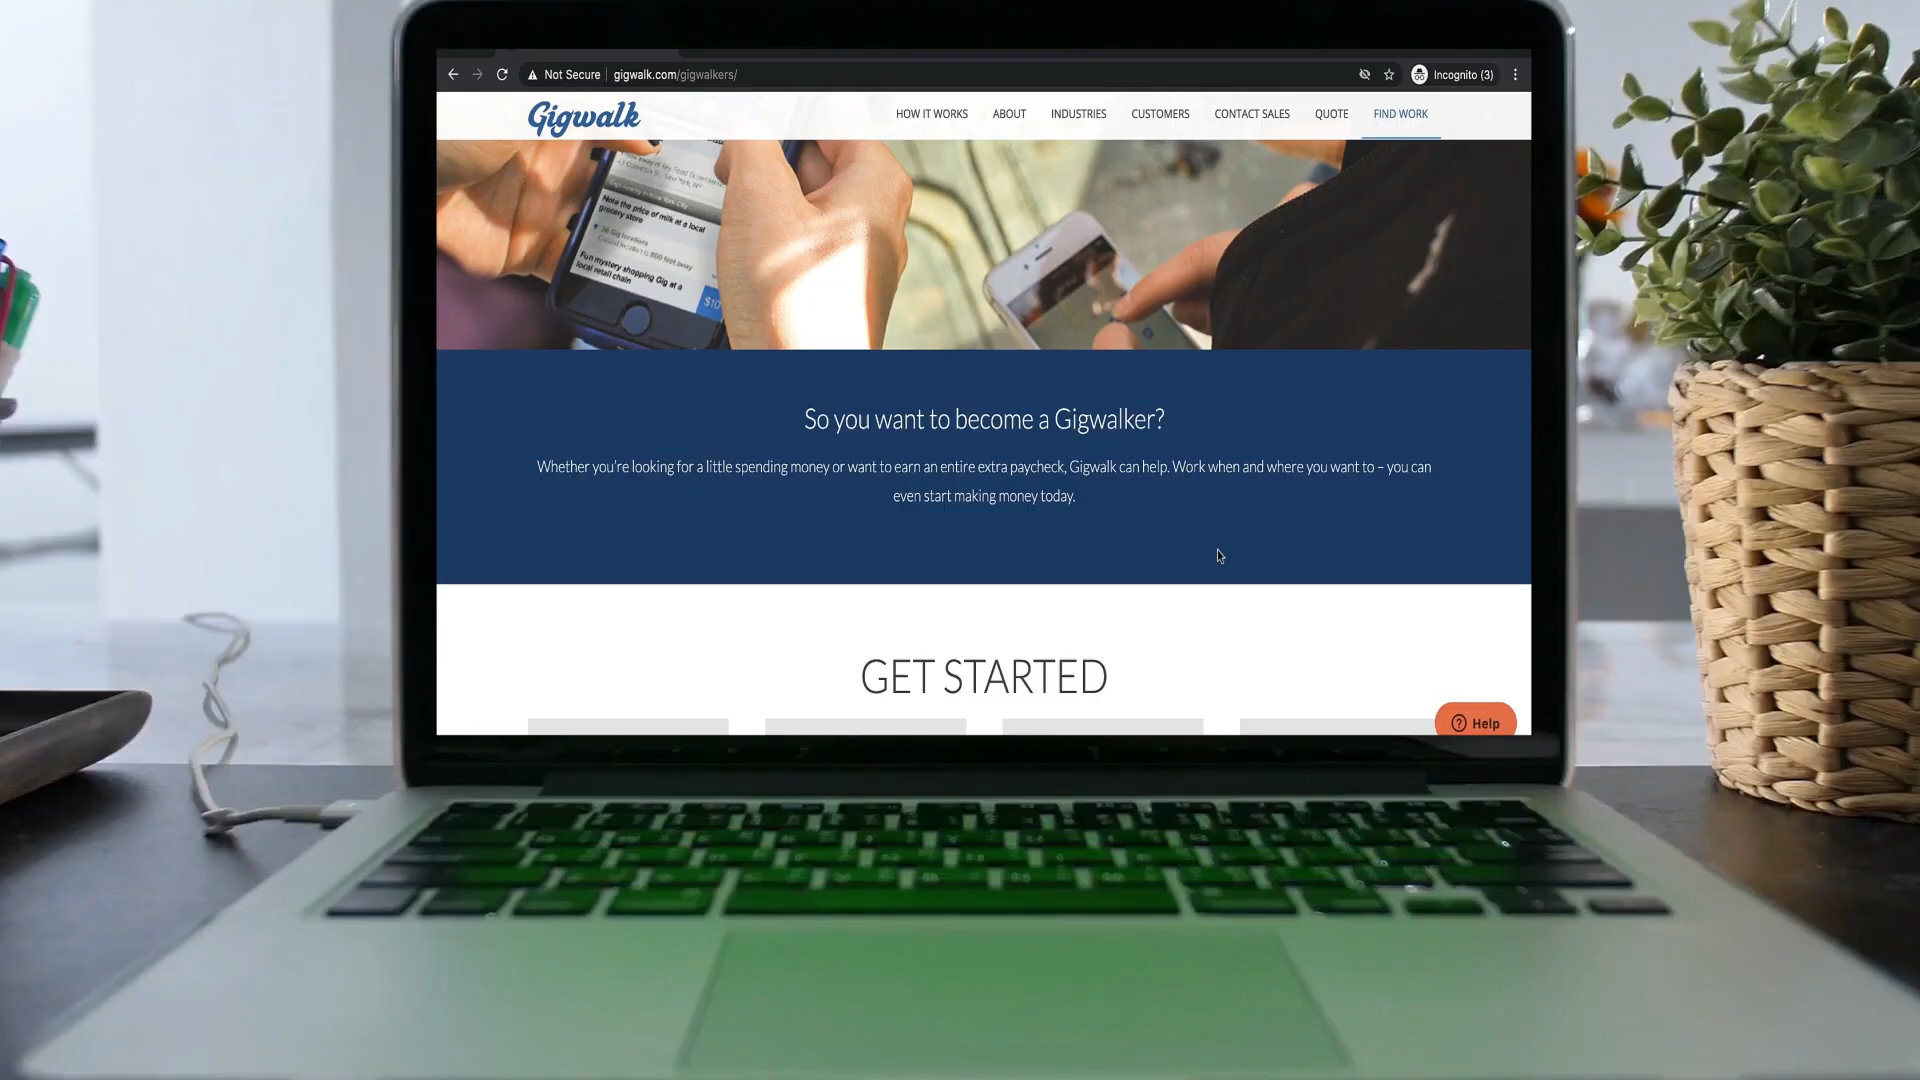 Not Secure gigwalk.com/gigwalkers/ Incognito (3)
Gigwalk HOW IT WORKS ABOUT INDUSTRIES CUSTOMERS CONTACT SALES QUOTE FIND WORK
Note the price of milk at a local
grocery store
36 Gig locations
Fun mystery shopping Gig at a
local retail chain
$10
So you want to become a Gigwalker?
Whether you're looking for a little spending money or want to earn an entire extra paycheck, Gigwalk can help. Work when and where you want to – you can
even start making money today.
GET STARTED
? Help